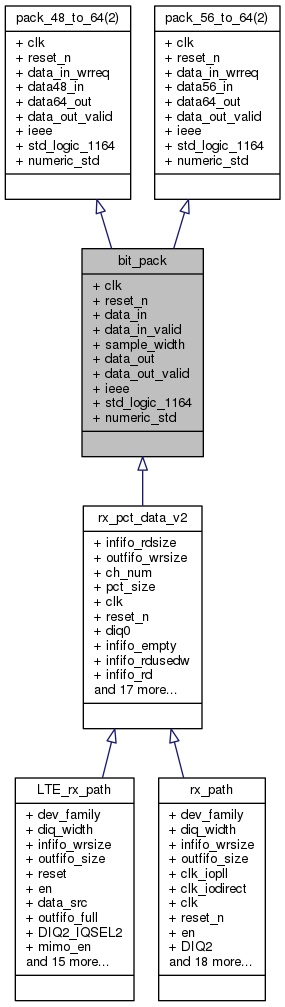 pack_48_to_64(2)
+ clk
+ reset_n
+ data_in_wrreq
+ data48_in
+ data64_out
+ data_out_valid
+ ieee
+ std_logic_1164
+ numeric_std
pack_56_to_64(2)
+ clk
+ reset_n
+ data_in_wrreq
+ data56_in
+ data64_out
+ data_out_valid
+ ieee
+ std_logic_1164
+ numeric_std
bit_pack
+ clk
+ reset_n
+ data_in
+ data_in_valid
+ sample_width
+ data_out
+ data_out_valid
+ ieee
+ std_logic_1164
+ numeric_std
rx_pct_data_v2
+ infifo_rdsize
+ outfifo_wrsize
+ ch_num
+ pct_size
+ clk
+ reset_n
+ diq0
+ infifo_empty
+ infifo_rdusedw
+ infifo_rd
and 17 more...
LTE_rx_path
+ dev_family
+ diq_width
+ infifo_wrsize
+ outfifo_size
+ reset
+ en
+ data_src
+ outfifo_full
+ DIQ2_IQSEL2
+ mimo_en
and 15 more...
rx_path
+ dev_family
+ diq_width
+ infifo_wrsize
+ outfifo_size
+ clk_iopll
+ clk_iodirect
+ clk
+ reset_n
+ en
+ DIQ2
and 18 more...